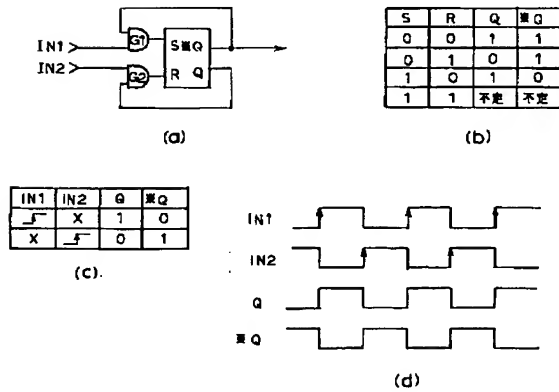 IN1
IN2
G1
G2
S ※Q
R Q
(a)
S R Q ※Q
0 0 1 1
0 1 0 1
1 0 1 0
1 1 不定 不定
(b)
IN1 IN2 Q ※Q
X 1 0
X 0 1
(c).
IN1
IN2
Q
※Q
(d)